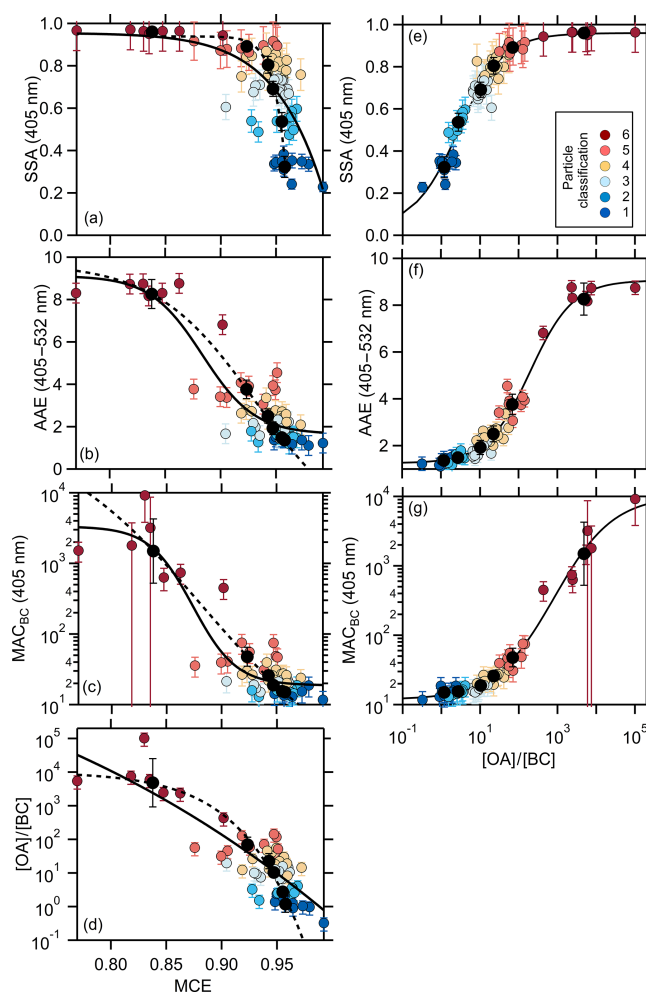 SSA (405 nm)
1.0
0.8
0.6
0.4
0.2
0.0
(a)
SSA (405 nm)
1.0
0.8
0.6
0.4
0.2
0.0
(e)
Particle
classification
6
5
4
3
2
1
AAE (405–532 nm)
10
8
6
4
2
0
(b)
AAE (405–532 nm)
10
8
6
4
2
(f)
MAC_BC (405 nm)
10^4
4
2
10^3
4
2
10^2
4
2
10^1
(c)
MAC_BC (405 nm)
10^4
4
2
10^3
4
2
10^2
4
2
10^1
(g)
10^-1 10^1 10^3 10^5
[OA]/[BC]
[OA]/[BC]
10^5
10^4
10^3
10^2
10^1
10^0
10^-1
(d)
0.80 0.85 0.90 0.95
MCE